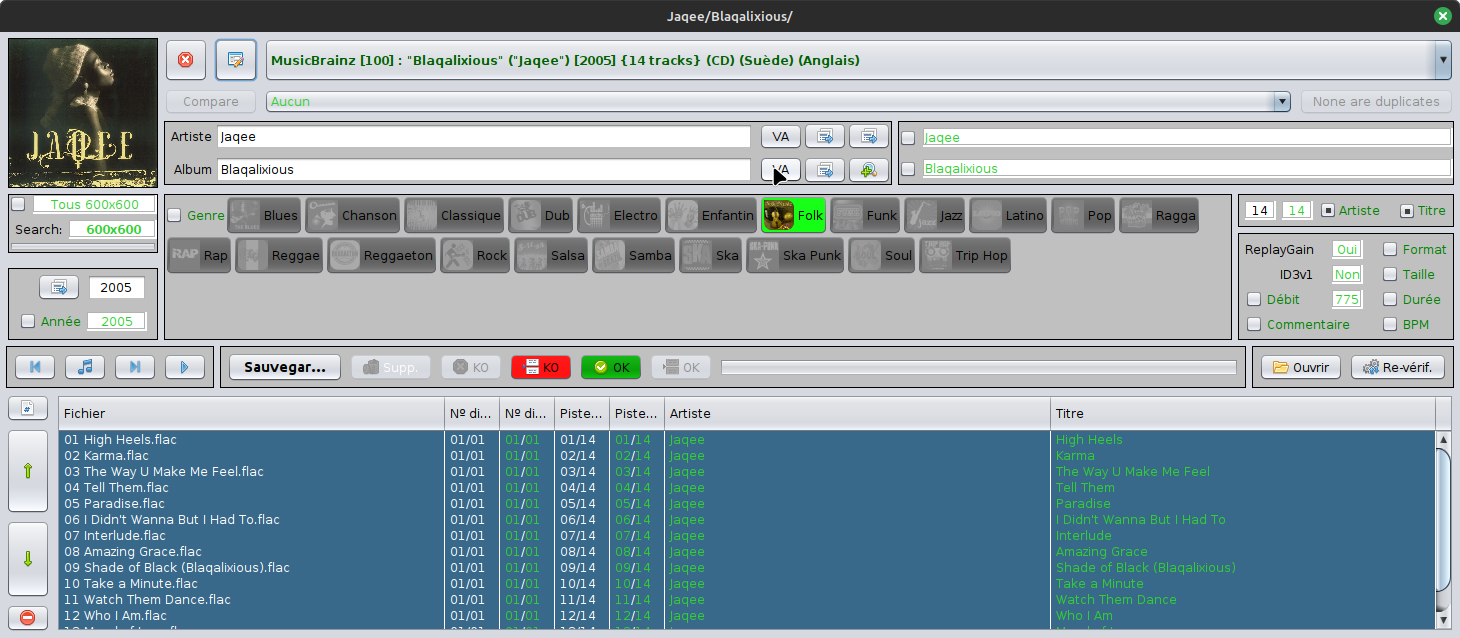 Jaqee/Blaqalixious/
JAQEE
MusicBrainz [100] : "Blaqalixious" ("Jaqee") [2005] {14 tracks} (CD) (Suède) (Anglais)
Compare Aucun None are duplicates
Artiste Jaqee VA Jaqee
Album Blaqalixious VA Blaqalixious
Tous 600x600
Search: 600x600
2005
Année 2005
Genre Blues Chanson Classique Dub Electro Enfantin Folk Funk Jazz Latino Pop Ragga
Rap Reggae Reggaeton Rock Salsa Samba Ska Ska Punk Soul Trip Hop
14 14 Artiste Titre
ReplayGain Oui Format
ID3v1 Non Taille
Débit 775 Durée
Commentaire BPM
Sauvegar... Supp. KO KO OK OK Ouvrir Re-vérif.
Fichier Nº di... Nº di... Piste... Piste... Artiste Titre
01 High Heels.flac 01/01 01/01 01/14 01/14 Jaqee High Heels
02 Karma.flac 01/01 01/01 02/14 02/14 Jaqee Karma
03 The Way U Make Me Feel.flac 01/01 01/01 03/14 03/14 Jaqee The Way U Make Me Feel
04 Tell Them.flac 01/01 01/01 04/14 04/14 Jaqee Tell Them
05 Paradise.flac 01/01 01/01 05/14 05/14 Jaqee Paradise
06 I Didn't Wanna But I Had To.flac 01/01 01/01 06/14 06/14 Jaqee I Didn't Wanna But I Had To
07 Interlude.flac 01/01 01/01 07/14 07/14 Jaqee Interlude
08 Amazing Grace.flac 01/01 01/01 08/14 08/14 Jaqee Amazing Grace
09 Shade of Black (Blaqalixious).flac 01/01 01/01 09/14 09/14 Jaqee Shade of Black (Blaqalixious)
10 Take a Minute.flac 01/01 01/01 10/14 10/14 Jaqee Take a Minute
11 Watch Them Dance.flac 01/01 01/01 11/14 11/14 Jaqee Watch Them Dance
12 Who I Am.flac 01/01 01/01 12/14 12/14 Jaqee Who I Am